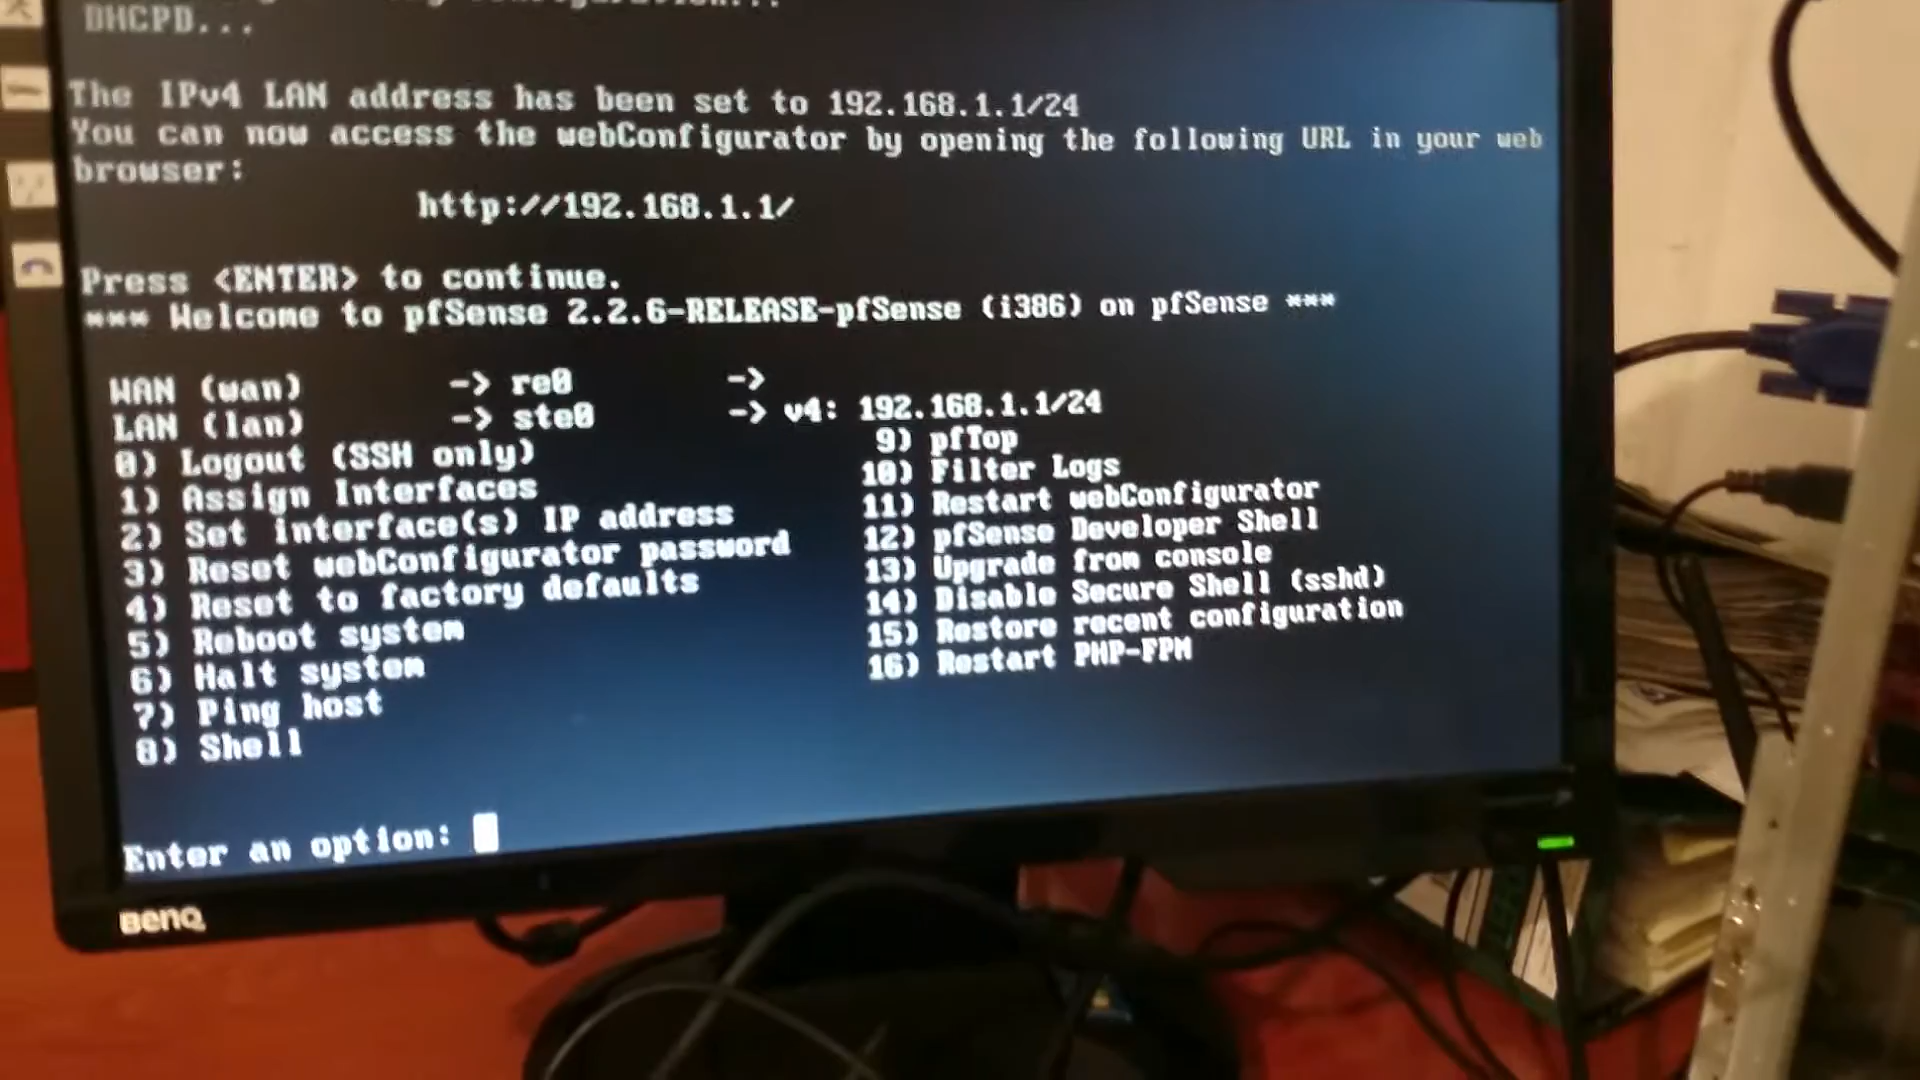 DHCPD...
The IPv4 LAN address has been set to 192.168.1.1/24
You can now access the webConfigurator by opening the following URL in your web
browser:
http://192.168.1.1/
Press <ENTER> to continue.
*** Welcome to pfSense 2.2.6-RELEASE-pfSense (i386) on pfSense ***
WAN (wan) -> re0 ->
LAN (lan) -> ste0 -> v4: 192.168.1.1/24
0) Logout (SSH only)
1) Assign Interfaces
2) Set interface(s) IP address
3) Reset webConfigurator password
4) Reset to factory defaults
5) Reboot system
6) Halt system
7) Ping host
8) Shell
9) pfTop
10) Filter Logs
11) Restart webConfigurator
12) pfSense Developer Shell
13) Upgrade from console
14) Disable Secure Shell (sshd)
15) Restore recent configuration
16) Restart PHP-FPM
Enter an option:
BenQ